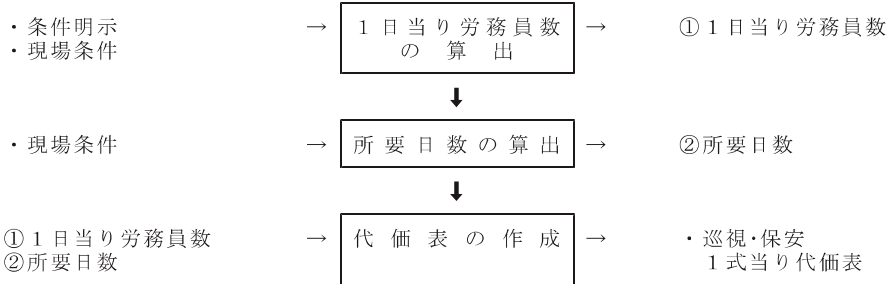 ・条件明示 → １日当り労務員数 → ①１日当り労務員数
・現場条件 の算出
・現場条件 → 所要日数の算出 → ②所要日数
①１日当り労務員数 → 代価表の作成 → ・巡視・保安
②所要日数 １式当り代価表